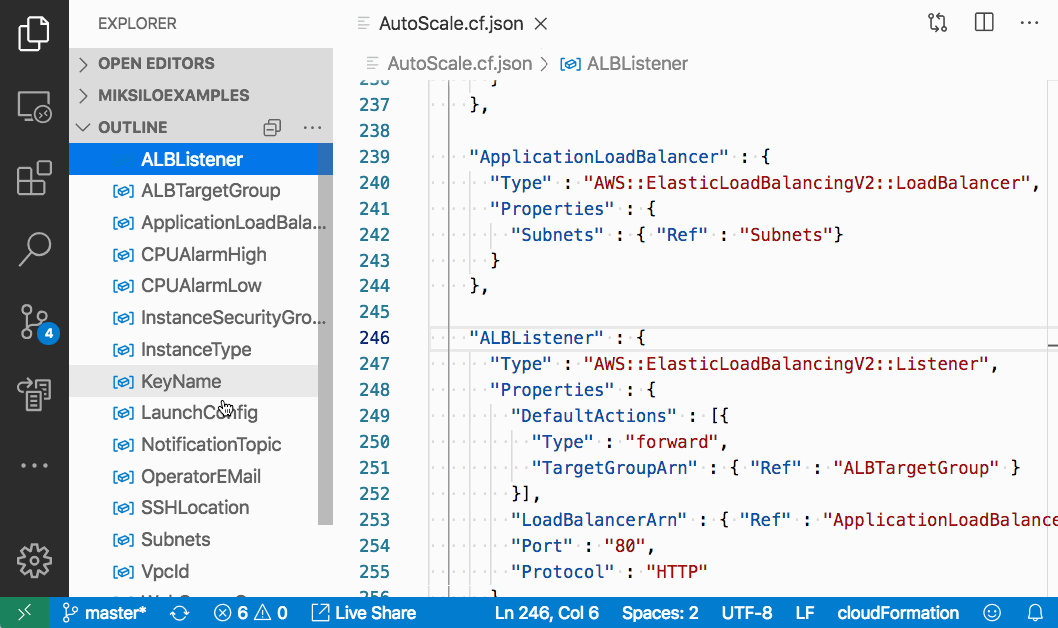 EXPLORER
OPEN EDITORS
MIKSILOEXAMPLES
OUTLINE
ALBListener
ALBTargetGroup
ApplicationLoadBala...
CPUAlarmHigh
CPUAlarmLow
InstanceSecurityGro...
InstanceType
KeyName
LaunchConfig
NotificationTopic
OperatorEMail
SSHLocation
Subnets
VpcId
4
AutoScale.cf.json
AutoScale.cf.json > ALBListener
236 }
237 },
238
239 "ApplicationLoadBalancer" : {
240 "Type" : "AWS::ElasticLoadBalancingV2::LoadBalancer",
241 "Properties" : {
242 "Subnets" : { "Ref" : "Subnets"}
243 }
244 },
245
246 "ALBListener" : {
247 "Type" : "AWS::ElasticLoadBalancingV2::Listener",
248 "Properties" : {
249 "DefaultActions" : [{
250 "Type" : "forward",
251 "TargetGroupArn" : { "Ref" : "ALBTargetGroup" }
252 }],
253 "LoadBalancerArn" : { "Ref" : "ApplicationLoadBalance
254 "Port" : "80",
255 "Protocol" : "HTTP"
256 }
master* 6 0 Live Share Ln 246, Col 6 Spaces: 2 UTF-8 LF cloudFormation